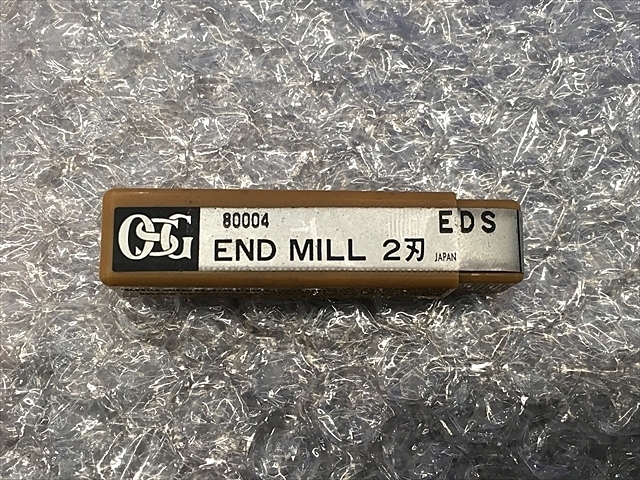 OSG
80004 EDS
END MILL 2刃 JAPAN